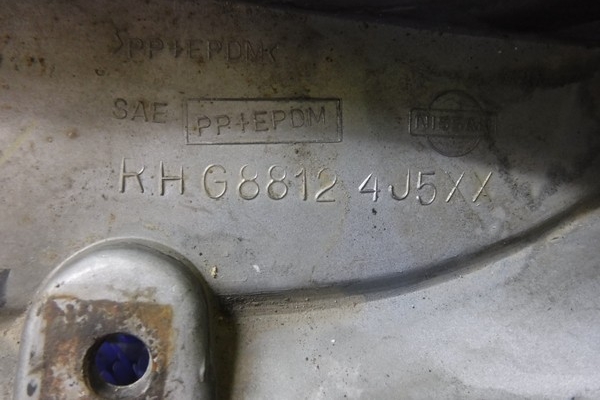 >PP+EPDM<
SAE PP+EPDM NISSAN
RH G8812 4J5XX